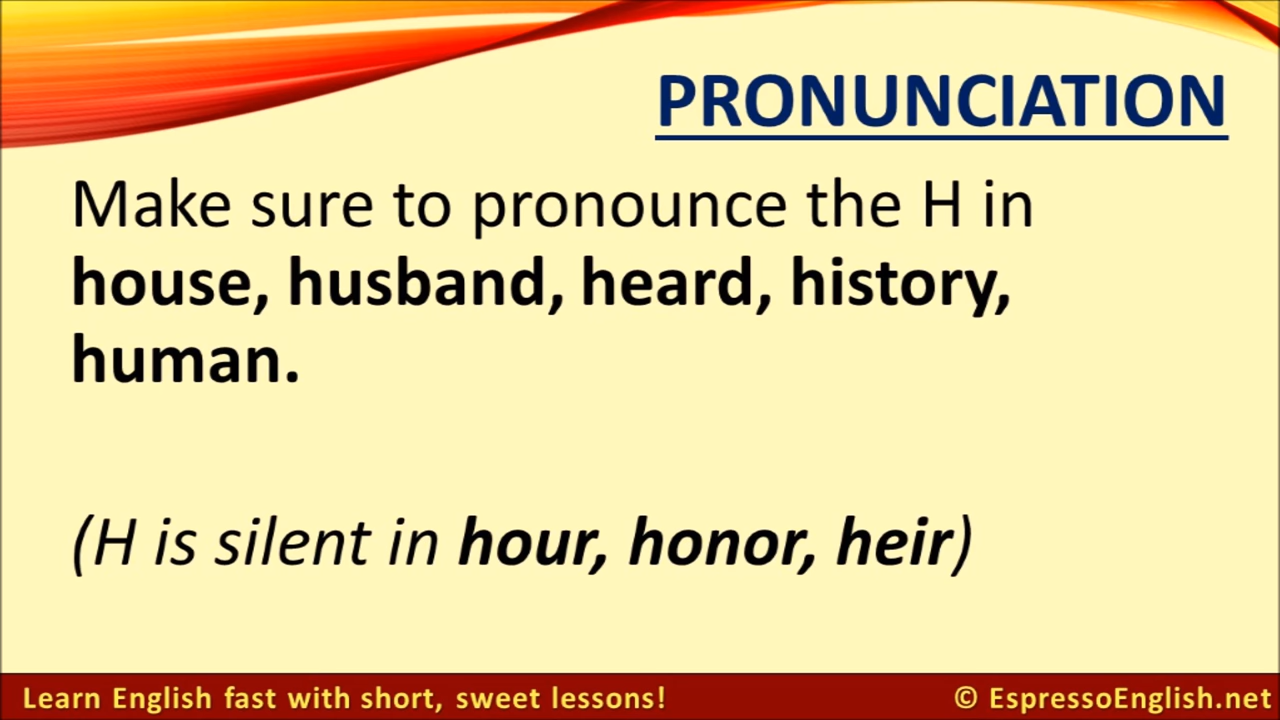 PRONUNCIATION
Make sure to pronounce the H in
house, husband, heard, history,
human.
(H is silent in hour, honor, heir)
Learn English fast with short, sweet lessons!
© EspressoEnglish.net